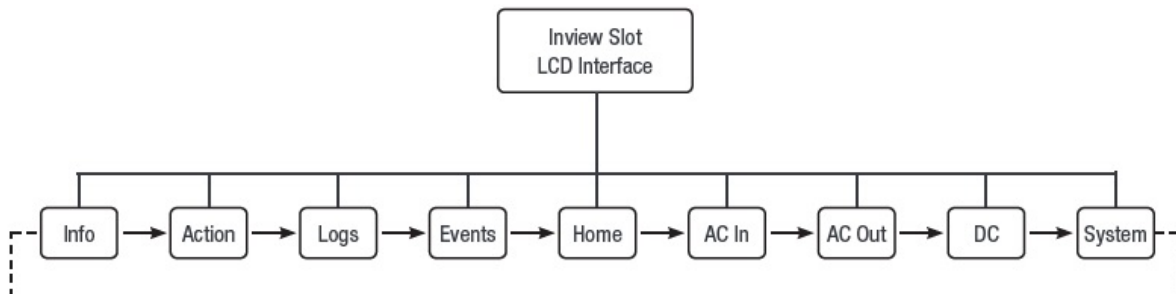 Inview Slot
LCD Interface
Info
Action
Logs
Events
Home
AC In
AC Out
DC
System